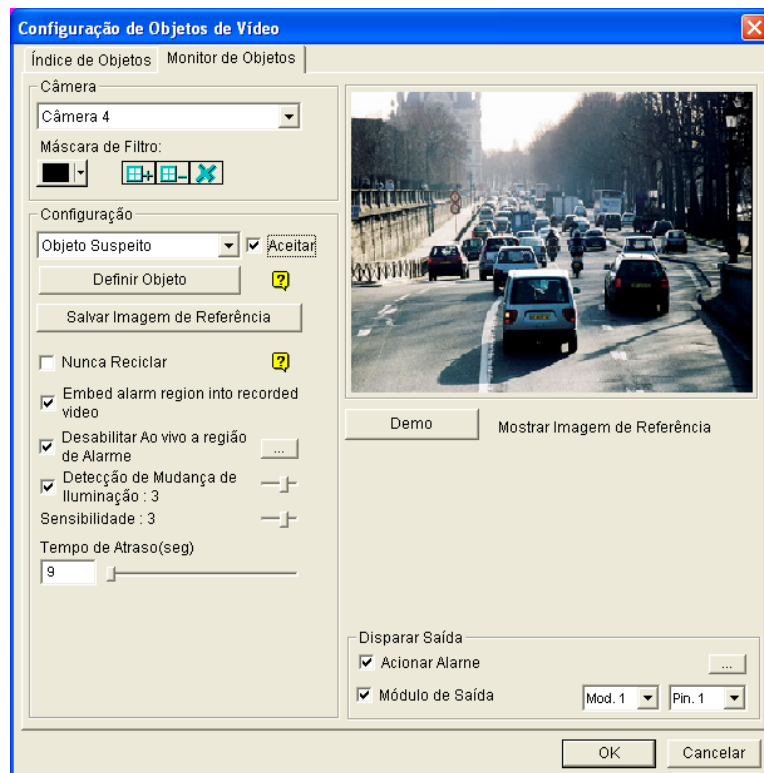 Configuração de Objetos de Vídeo
Índice de Objetos
Monitor de Objetos
Câmera
Câmera 4
Máscara de Filtro:
Configuração
Objeto Suspeito
Aceitar
Definir Objeto
?
Salvar Imagem de Referência
Nunca Reciclar
?
Embed alarm region into recorded
video
Desabilitar Ao vivo a região
de Alarme
...
Detecção de Mudança de
Iluminação : 3
Sensibilidade : 3
Tempo de Atraso(seg)
9
Demo
Mostrar Imagem de Referência
Disparar Saída
Acionar Alarne
...
Módulo de Saída
Mod. 1
Pin. 1
OK
Cancelar